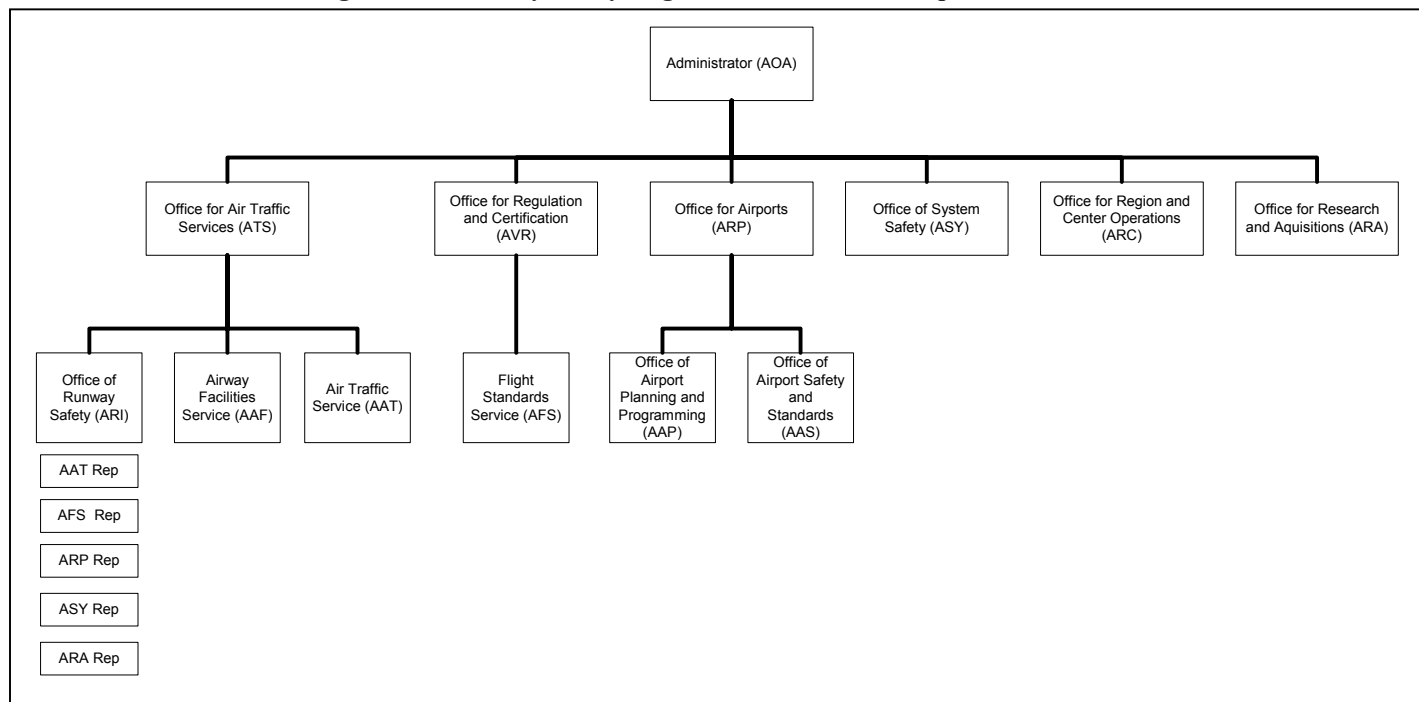 Administrator (AOA)
Office for Air Traffic
Services (ATS)
Office for Regulation
and Certification
(AVR)
Office for Airports
(ARP)
Office of System
Safety (ASY)
Office for Region and
Center Operations
(ARC)
Office for Research
and Aquisitions (ARA)
Office of
Runway
Safety (ARI)
Airway
Facilities
Service (AAF)
Air Traffic
Service (AAT)
Flight
Standards
Service (AFS)
Office of
Airport
Planning and
Programming
(AAP)
Office of
Airport Safety
and
Standards
(AAS)
AAT Rep
AFS Rep
ARP Rep
ASY Rep
ARA Rep